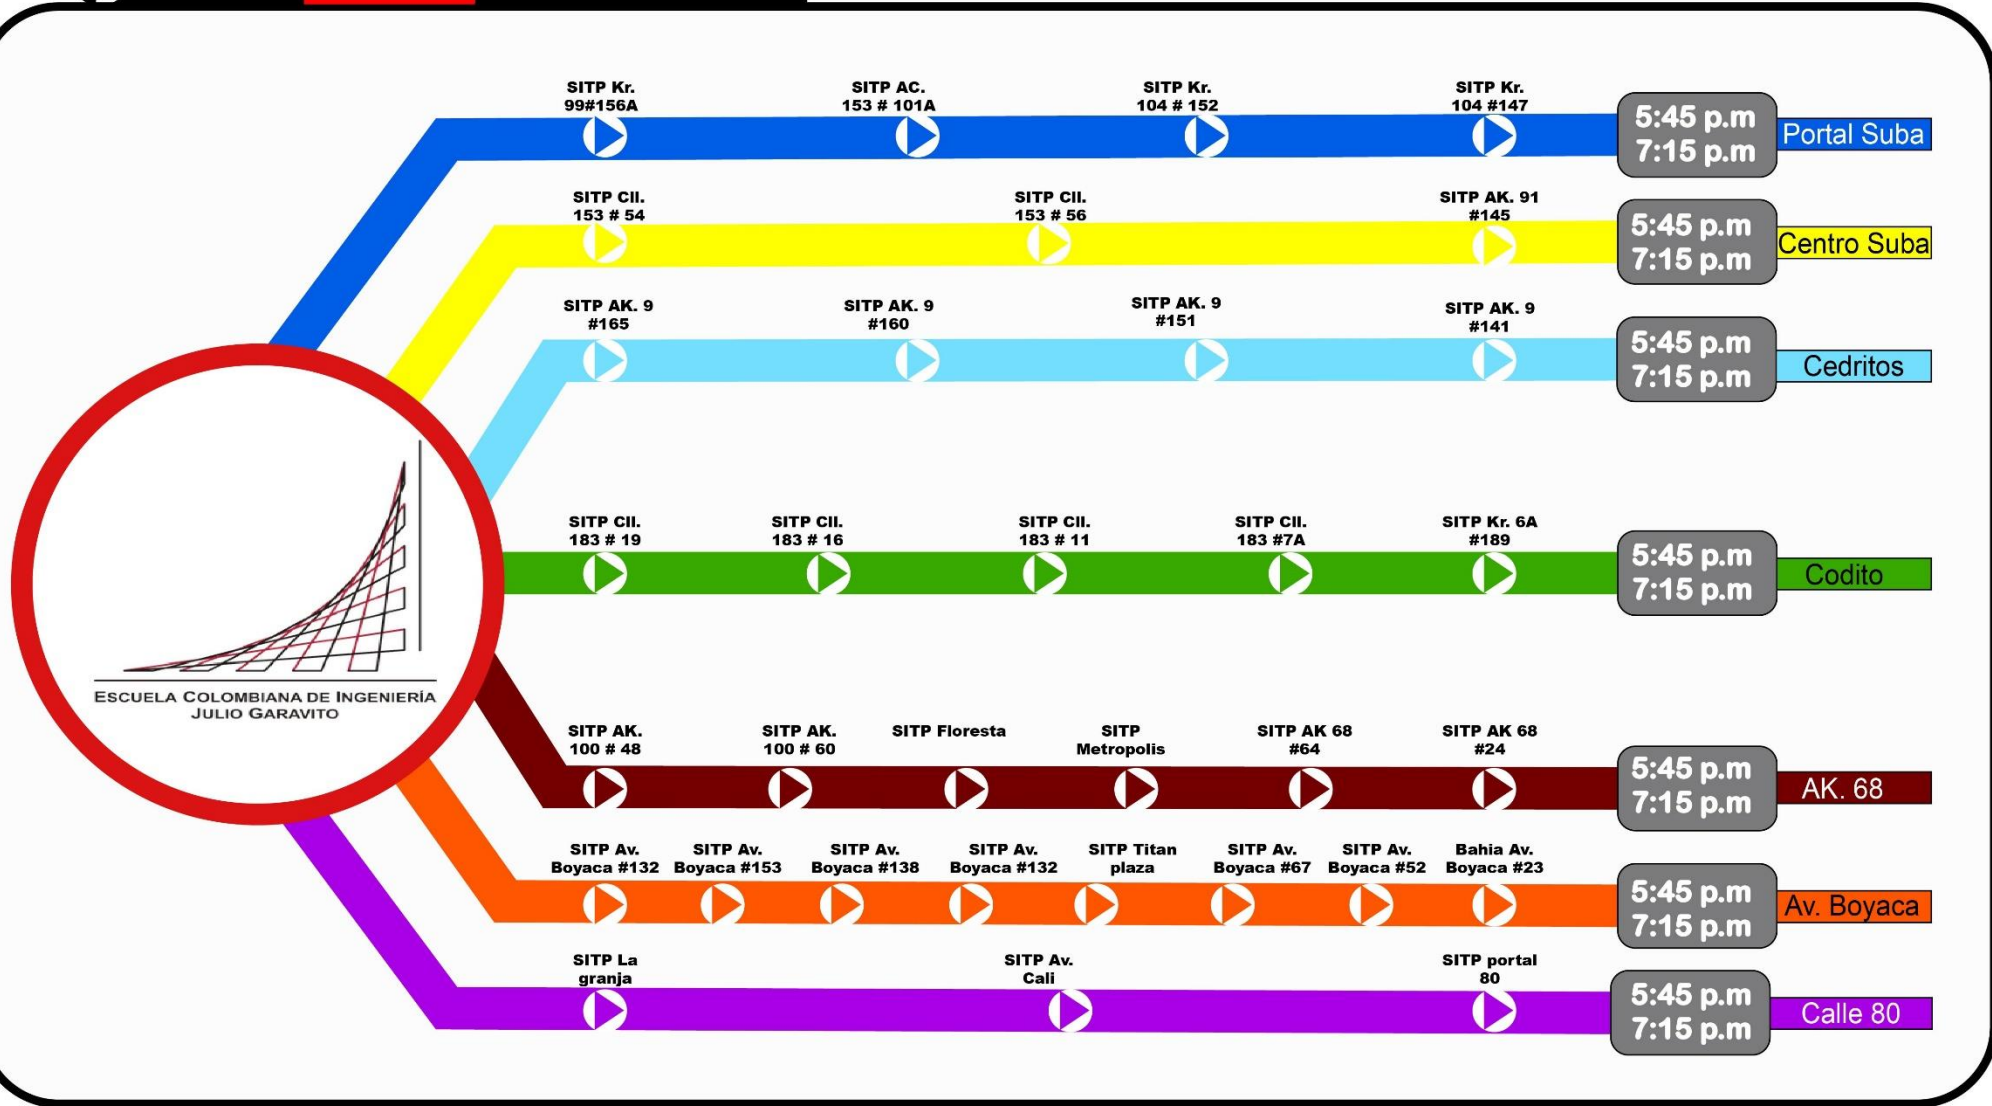 SITP Kr.
99#156A
SITP AC.
153 # 101A
SITP Kr.
104 # 152
SITP Kr.
104 #147
5:45 p.m
7:15 p.m
Portal Suba
SITP Cll.
153 # 54
SITP Cll.
153 # 56
SITP AK. 91
#145
5:45 p.m
7:15 p.m
Centro Suba
SITP AK. 9
#165
SITP AK. 9
#160
SITP AK. 9
#151
SITP AK. 9
#141
5:45 p.m
7:15 p.m
Cedritos
SITP Cll.
183 # 19
SITP Cll.
183 # 16
SITP Cll.
183 # 11
SITP Cll.
183 #7A
SITP Kr. 6A
#189
5:45 p.m
7:15 p.m
Codito
ESCUELA COLOMBIANA DE INGENIERÍA
JULIO GARAVITO
SITP AK.
100 # 48
SITP AK.
100 # 60
SITP Floresta
SITP
Metropolis
SITP AK 68
#64
SITP AK 68
#24
5:45 p.m
7:15 p.m
AK. 68
SITP Av.
Boyaca #132
SITP Av.
Boyaca #153
SITP Av.
Boyaca #138
SITP Av.
Boyaca #132
SITP Titan
plaza
SITP Av.
Boyaca #67
SITP Av.
Boyaca #52
Bahia Av.
Boyaca #23
5:45 p.m
7:15 p.m
Av. Boyaca
SITP La
granja
SITP Av.
Cali
SITP portal
80
5:45 p.m
7:15 p.m
Calle 80